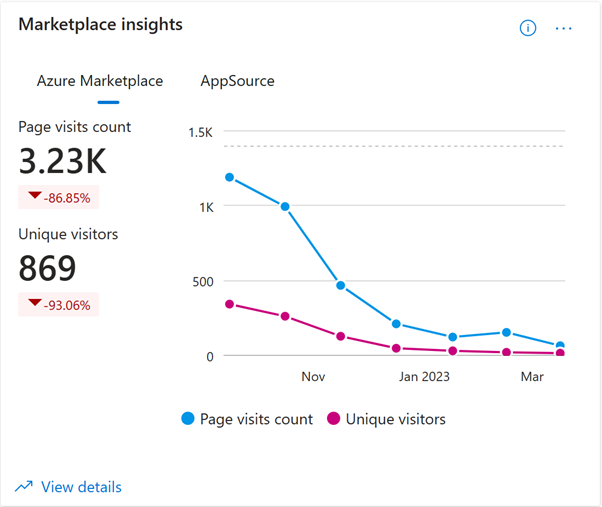 Marketplace insights
Azure Marketplace AppSource
Page visits count
3.23K
-86.85%
Unique visitors
869
-93.06%
1.5K
1K
500
0
Nov Jan 2023 Mar
Page visits count Unique visitors
View details